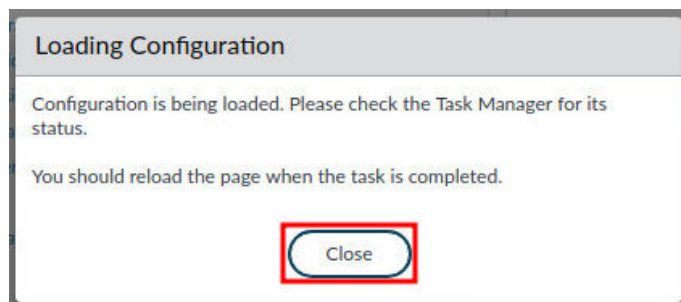 Loading Configuration
Configuration is being loaded. Please check the Task Manager for its
status.
You should reload the page when the task is completed.
Close